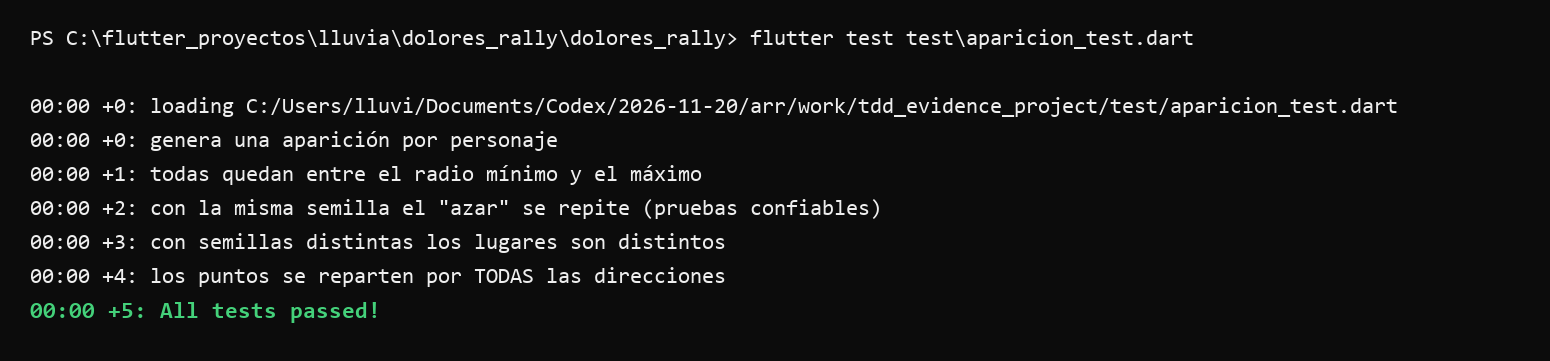 PS C:\flutter_proyectos\lluvia\dolores_rally\dolores_rally> flutter test test\aparicion_test.dart
00:00 +0: loading C:/Users/lluvi/Documents/Codex/2026-11-20/arr/work/tdd_evidence_project/test/aparicion_test.dart
00:00 +0: genera una aparición por personaje
00:00 +1: todas quedan entre el radio mínimo y el máximo
00:00 +2: con la misma semilla el "azar" se repite (pruebas confiables)
00:00 +3: con semillas distintas los lugares son distintos
00:00 +4: los puntos se reparten por TODAS las direcciones
00:00 +5: All tests passed!